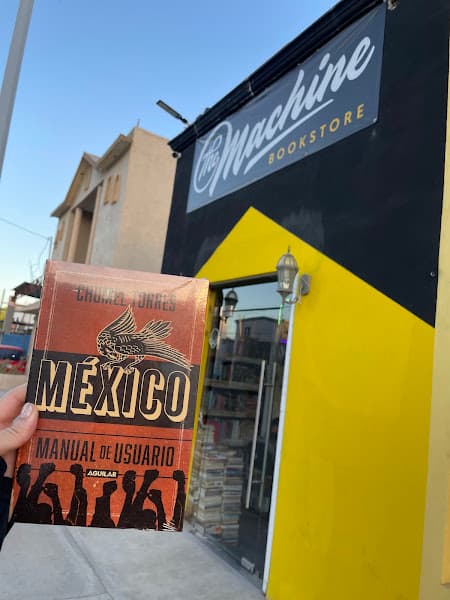 The Machine
BOOKSTORE
CHUMEL TORRES
MÉXICO
MANUAL DE USUARIO
AGUILAR